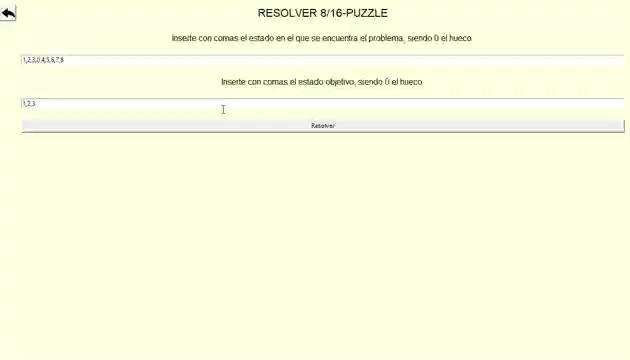 RESOLVER 8/16-PUZZLE
Inserte con comas el estado en el que se encuentra el problema, siendo 0 el hueco
1,2,3,0,4,5,6,7,8
Inserte con comas el estado objetivo, siendo 0 el hueco
1,2,3
Resolver